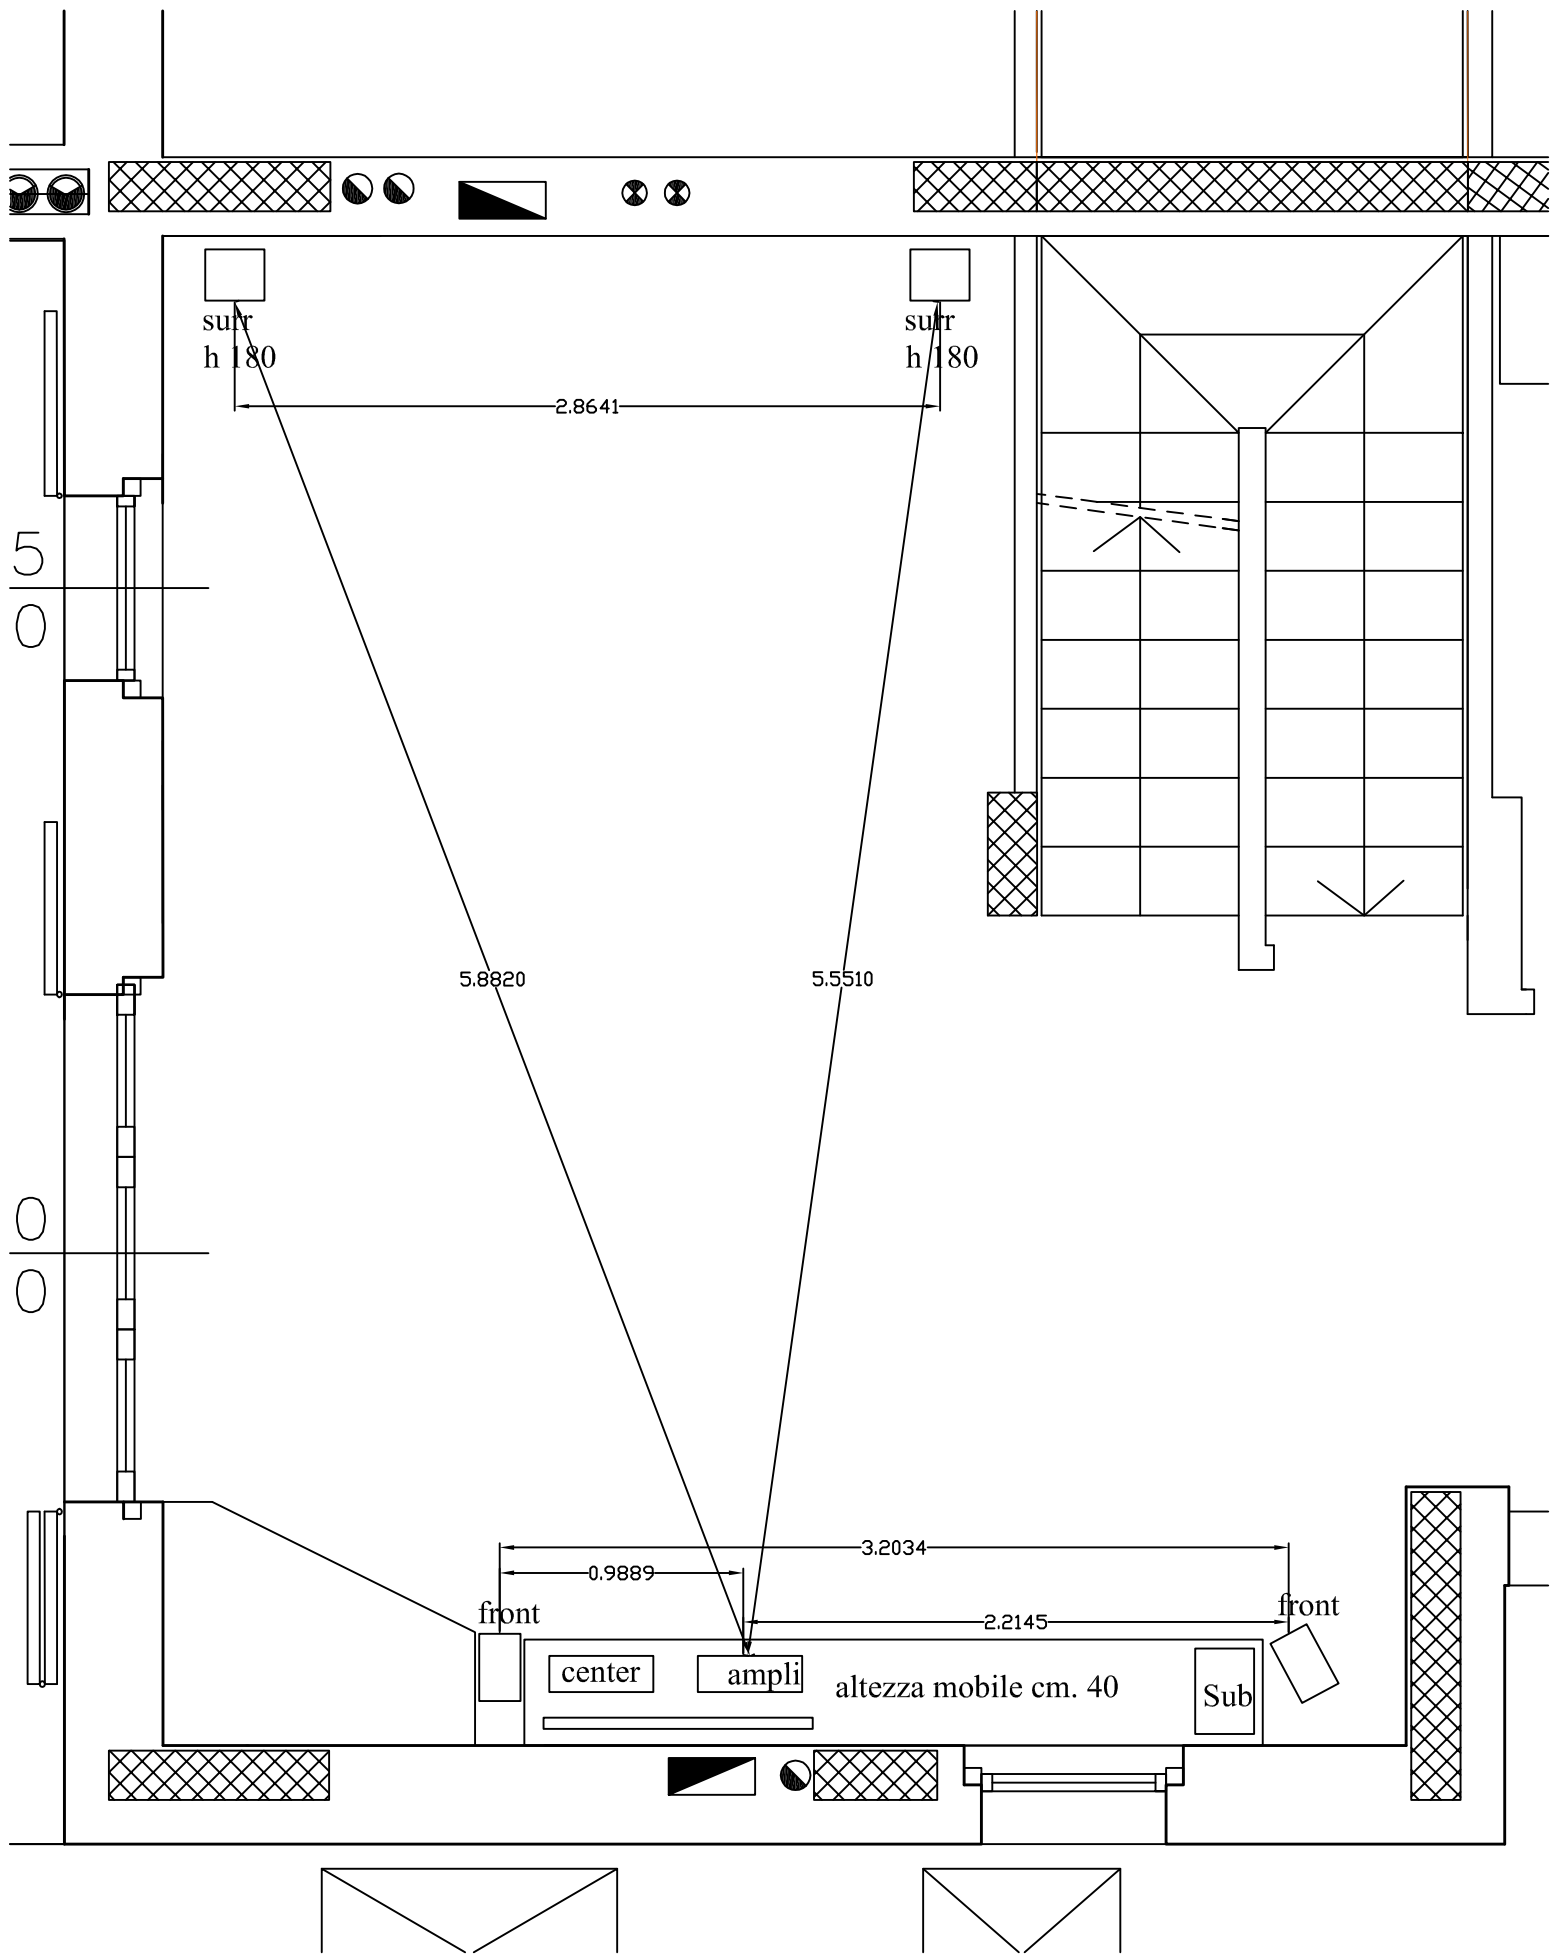 surr
h 180
surr
h 180
2.8641
5
0
5.8820
5.5510
0
0
3.2034
0.9889
2.2145
front
front
center
ampli
altezza mobile cm. 40
Sub